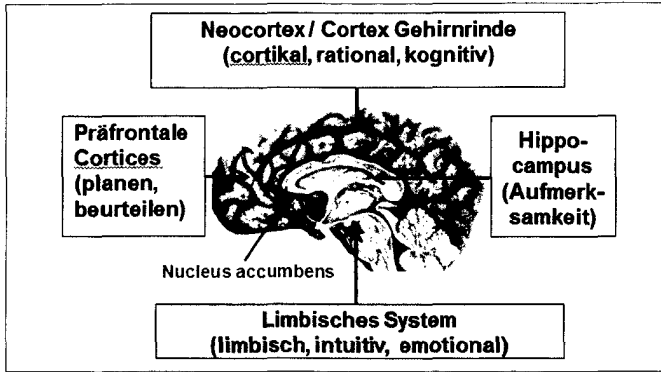 Neocortex / Cortex Gehirnrinde
(cortikal, rational, kognitiv)
Präfrontale
Cortices
(planen,
beurteilen)
Hippo-
campus
(Aufmerk-
samkeit)
Nucleus accumbens
Limbisches System
(limbisch, intuitiv, emotional)